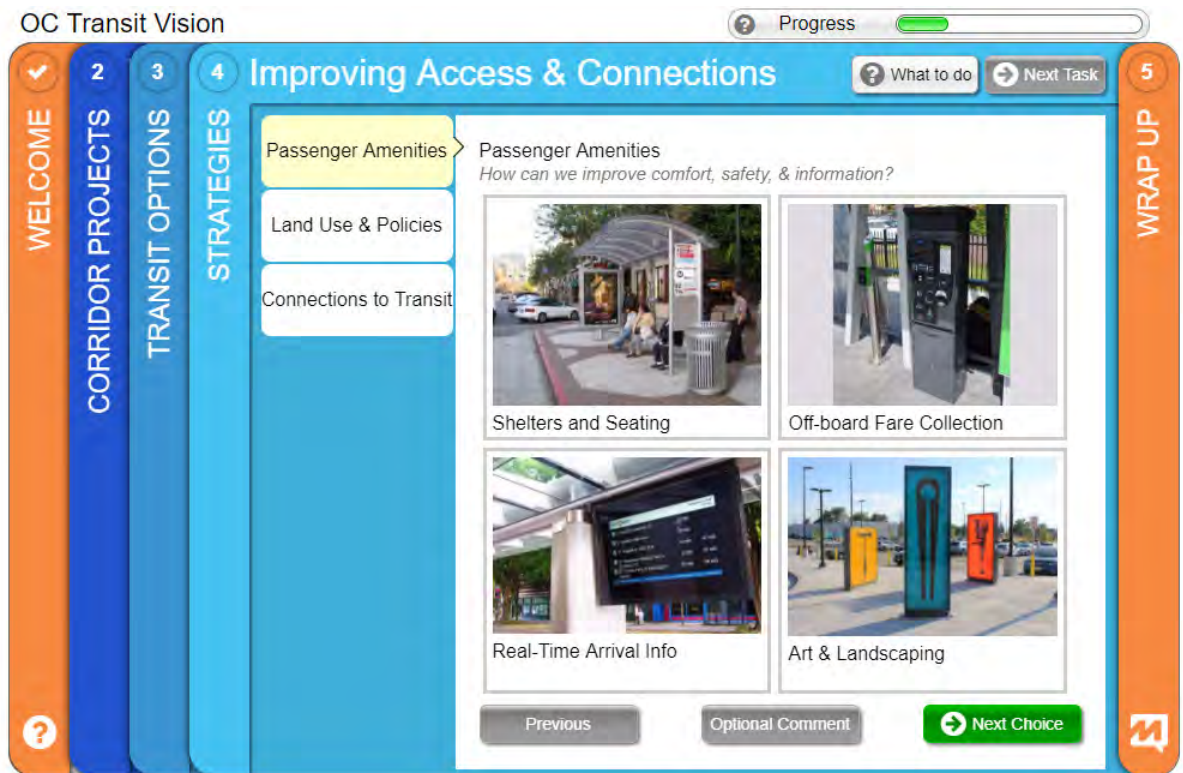 OC Transit Vision
Progress
WELCOME
2
CORRIDOR PROJECTS
3
TRANSIT OPTIONS
4
STRATEGIES
Improving Access & Connections
What to do
Next Task
5
WRAP UP
Passenger Amenities
Land Use & Policies
Connections to Transit
Passenger Amenities
How can we improve comfort, safety, & information?
Shelters and Seating
Off-board Fare Collection
Real-Time Arrival Info
Art & Landscaping
Previous
Optional Comment
Next Choice